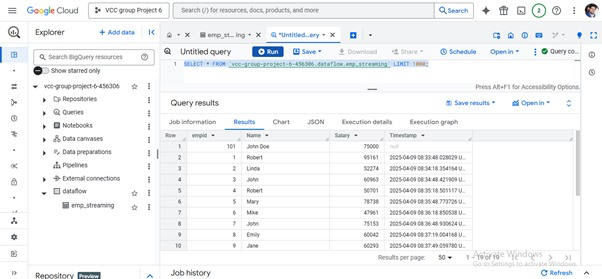 Google Cloud VCC group Project 6 Search (/) for resources, docs, products, and more Search 2
Explorer + Add data emp_st... ing *Untitled...ery
Search BigQuery resources
Show starred only
Untitled query Run Save Download Share Schedule Open in Query co...
1 SELECT * FROM `vcc-group-project-6-456306.dataflow.emp_streaming` LIMIT 1000;
Press Alt+F1 for Accessibility Options.
vcc-group-project-6-456306
Repositories
Queries
Notebooks
Data canvases
Data preparations
Pipelines
External connections
dataflow
emp_streaming
Query results Save results Open in
Job information Results Chart JSON Execution details Execution graph
Row empid Name Salary Timestamp
1 101 John Doe 75000 null
2 1 Robert 95161 2025-04-09 08:33:48.028029 U...
3 2 Linda 52274 2025-04-09 08:34:18.354164 U...
4 3 John 60963 2025-04-09 08:34:48.421909 U...
5 4 Robert 50701 2025-04-09 08:35:18.501117 U...
6 5 Mary 78738 2025-04-09 08:35:48.773726 U...
7 6 Mike 47961 2025-04-09 08:36:18.850538 U...
8 7 John 75153 2025-04-09 08:36:48.930624 U...
9 8 Emily 60042 2025-04-09 08:37:19.004168 U...
10 9 Jane 60293 2025-04-09 08:37:49.059780 U...
Results per page: 50 1 – 19 of 19
Activate Windows
Go to Settings to activate Windows.
Repository Preview Job history Refresh